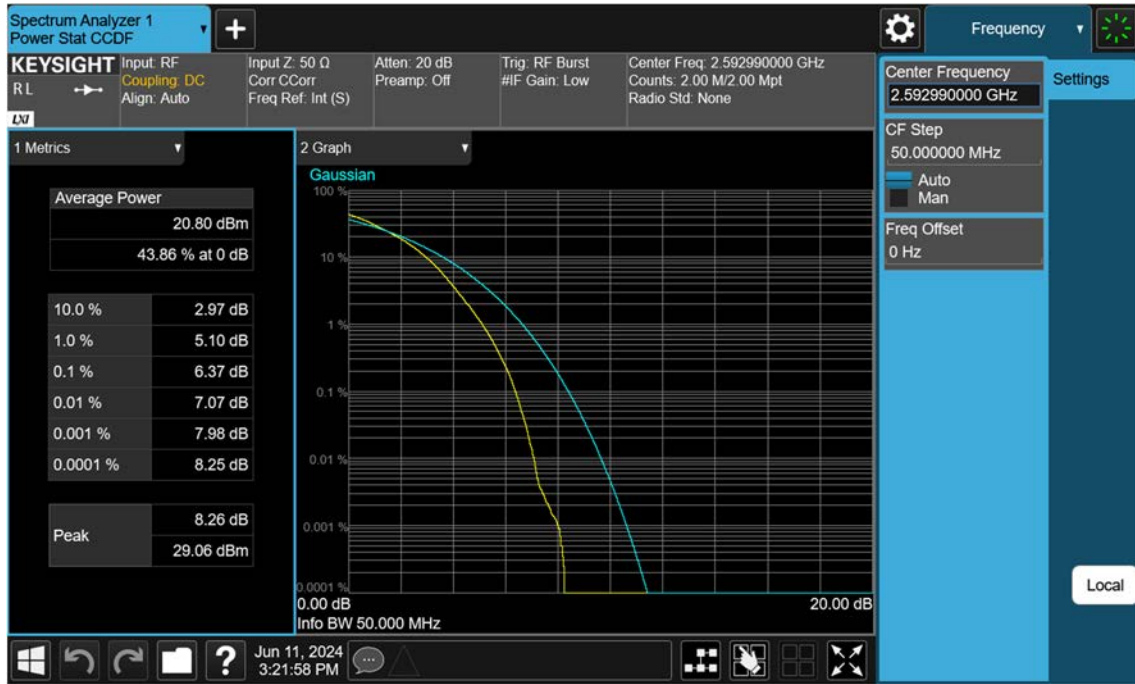 Spectrum Analyzer 1
Power Stat CCDF
+
Frequency
KEYSIGHT
RL
LXI
Input: RF
Coupling: DC
Align: Auto
Input Z: 50 Ω
Corr CCorr
Freq Ref: Int (S)
Atten: 20 dB
Preamp: Off
Trig: RF Burst
#IF Gain: Low
Center Freq: 2.592990000 GHz
Counts: 2.00 M/2.00 Mpt
Radio Std: None
Center Frequency
2.592990000 GHz
Settings
CF Step
50.000000 MHz
Auto
Man
Freq Offset
0 Hz
1 Metrics
Average Power
20.80 dBm
43.86 % at 0 dB
10.0 % 2.97 dB
1.0 % 5.10 dB
0.1 % 6.37 dB
0.01 % 7.07 dB
0.001 % 7.98 dB
0.0001 % 8.25 dB
Peak
8.26 dB
29.06 dBm
2 Graph
Gaussian
100 %
10 %
1 %
0.1 %
0.01 %
0.001 %
0.0001 %
0.00 dB 20.00 dB
Info BW 50.000 MHz
Local
?
Jun 11, 2024
3:21:58 PM